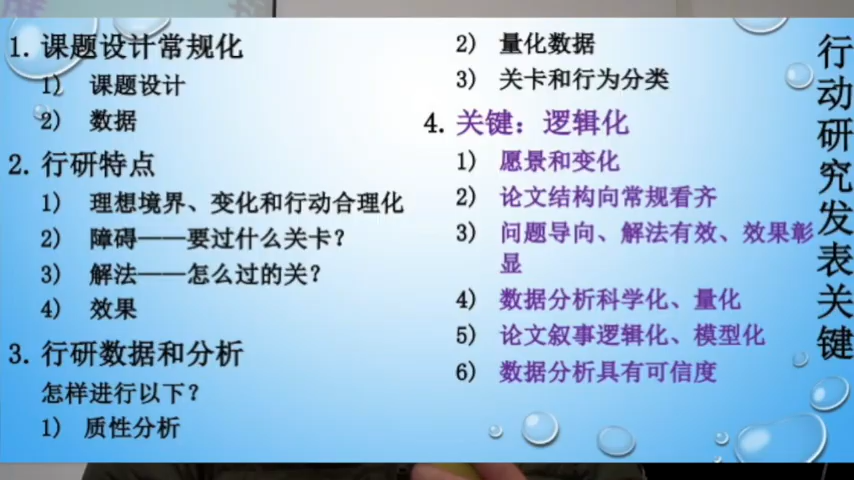 1. 课题设计常规化
1) 课题设计
2) 数据
2. 行研特点
1) 理想境界、变化和行动合理化
2) 障碍——要过什么关卡?
3) 解法——怎么过的关?
4) 效果
3. 行研数据和分析
怎样进行以下?
1) 质性分析
2) 量化数据
3) 关卡和行为分类
4. 关键：逻辑化
1) 愿景和变化
2) 论文结构向常规看齐
3) 问题导向、解法有效、效果彰
显
4) 数据分析科学化、量化
5) 论文叙事逻辑化、模型化
6) 数据分析具有可信度
行动研究发表关键